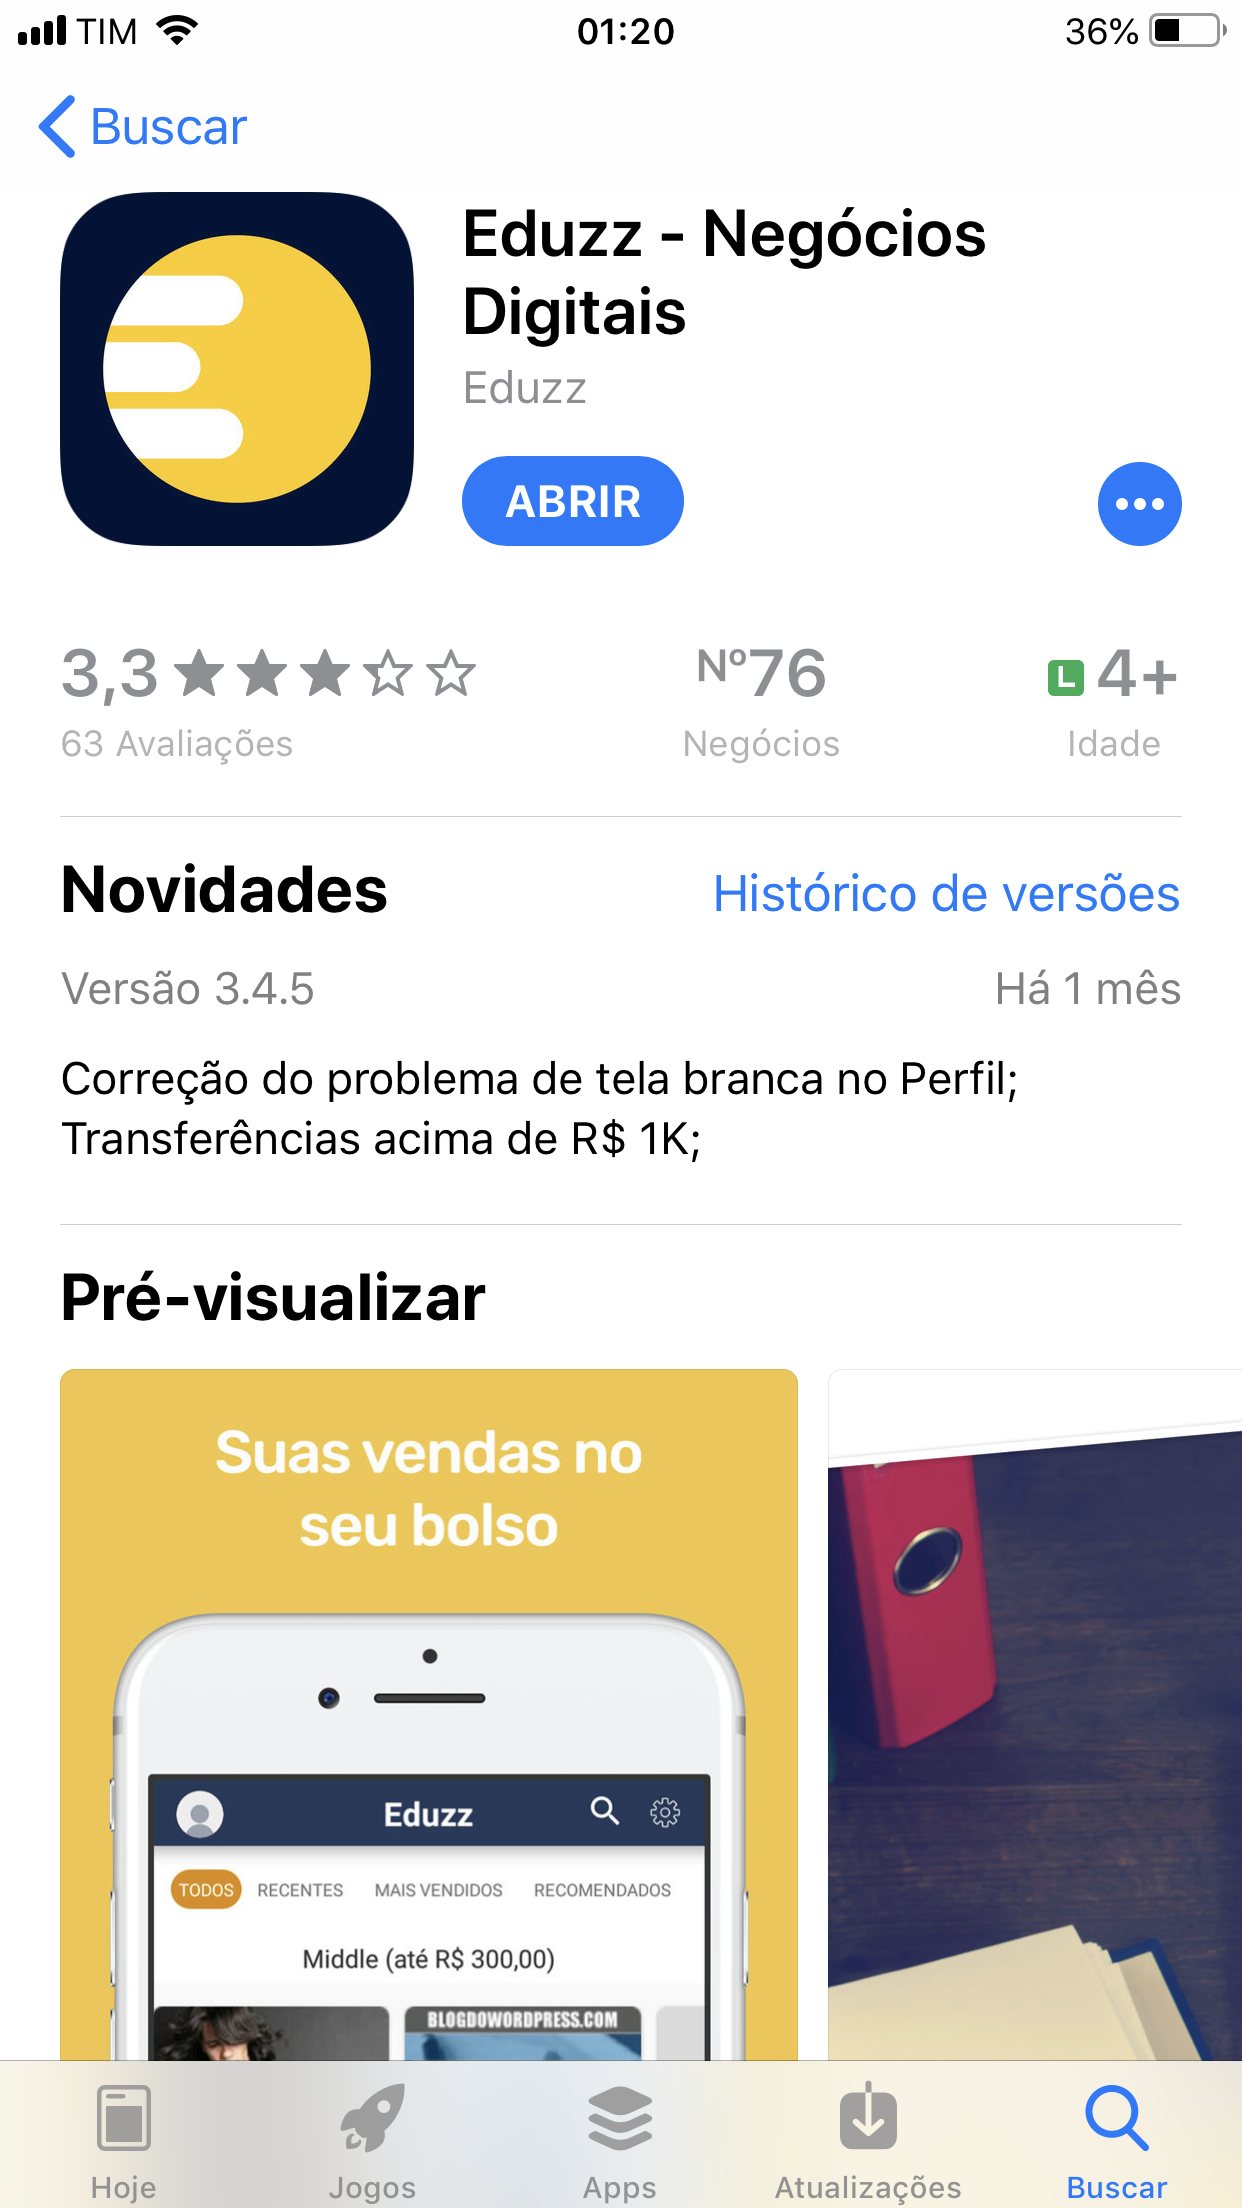 TIM 01:20 36%
Buscar
Eduzz - Negócios
Digitais
Eduzz
ABRIR
3,3 Nº76 L 4+
63 Avaliações Negócios Idade
Novidades Histórico de versões
Versão 3.4.5 Há 1 mês
Correção do problema de tela branca no Perfil;
Transferências acima de R$ 1K;
Pré-visualizar
Suas vendas no
seu bolso
Eduzz
TODOS RECENTES MAIS VENDIDOS RECOMENDADOS
Middle (até R$ 300,00)
BLOGDOWORDPRESS.COM
Hoje Jogos Apps Atualizações Buscar